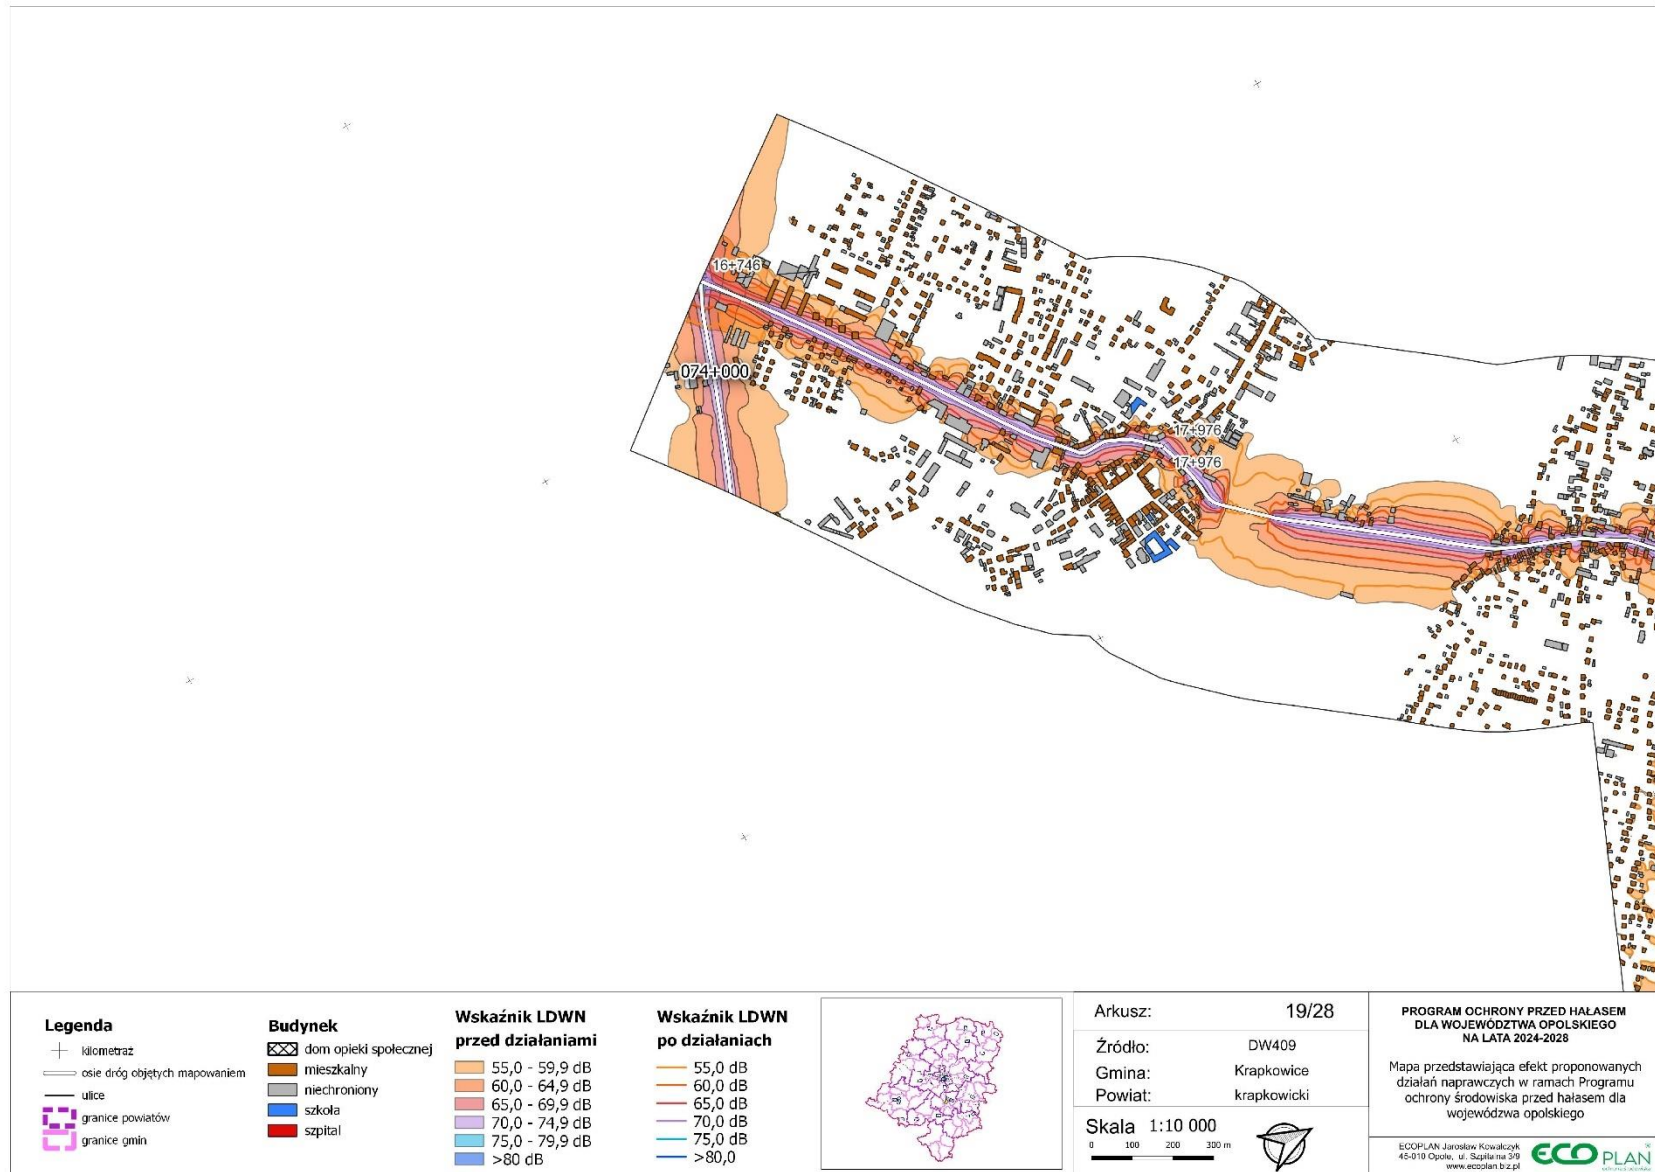 16+746
074+000
17+976
17+976
Legenda
kilometraż
osie dróg objętych mapowaniem
ulice
granice powiatów
granice gmin
Budynek
dom opieki społecznej
mieszkalny
niechroniony
szkoła
szpital
Wskaźnik LDWN
przed działaniami
55,0 - 59,9 dB
60,0 - 64,9 dB
65,0 - 69,9 dB
70,0 - 74,9 dB
75,0 - 79,9 dB
>80 dB
Wskaźnik LDWN
po działaniach
55,0 dB
60,0 dB
65,0 dB
70,0 dB
75,0 dB
>80,0
Arkusz: 19/28
Źródło: DW409
Gmina: Krapkowice
Powiat: krapkowicki
Skala 1:10 000
0 100 200 300 m
PROGRAM OCHRONY PRZED HAŁASEM
DLA WOJEWÓDZTWA OPOLSKIEGO
NA LATA 2024-2028
Mapa przedstawiająca efekt proponowanych
działań naprawczych w ramach Programu
ochrony środowiska przed hałasem dla
wojewódzwa opolskiego
ECOPLAN Jarosław Kowalczyk
45-010 Opole, ul. Szpitalna 3/9
www.ecoplan.biz.pl
ECO PLAN